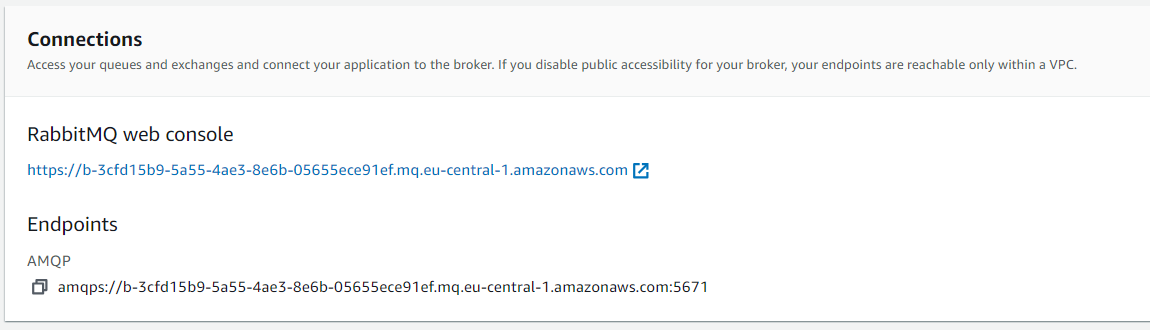 Connections
Access your queues and exchanges and connect your application to the broker. If you disable public accessibility for your broker, your endpoints are reachable only within a VPC.
RabbitMQ web console
https://b-3cfd15b9-5a55-4ae3-8e6b-05655ece91ef.mq.eu-central-1.amazonaws.com
Endpoints
AMQP
amqps://b-3cfd15b9-5a55-4ae3-8e6b-05655ece91ef.mq.eu-central-1.amazonaws.com:5671